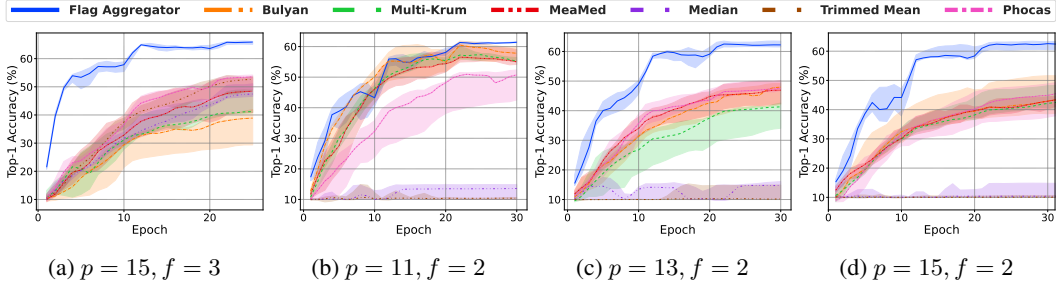 Flag Aggregator Bulyan Multi-Krum MeaMed Median Trimmed Mean Phocas
Top-1 Accuracy (%)
60
50
40
30
20
10
0 10 20
Epoch
(a) p = 15, f = 3
Top-1 Accuracy (%)
60
50
40
30
20
10
0 10 20 30
Epoch
(b) p = 11, f = 2
Top-1 Accuracy (%)
60
50
40
30
20
10
0 10 20 30
Epoch
(c) p = 13, f = 2
Top-1 Accuracy (%)
60
50
40
30
20
10
0 10 20 30
Epoch
(d) p = 15, f = 2